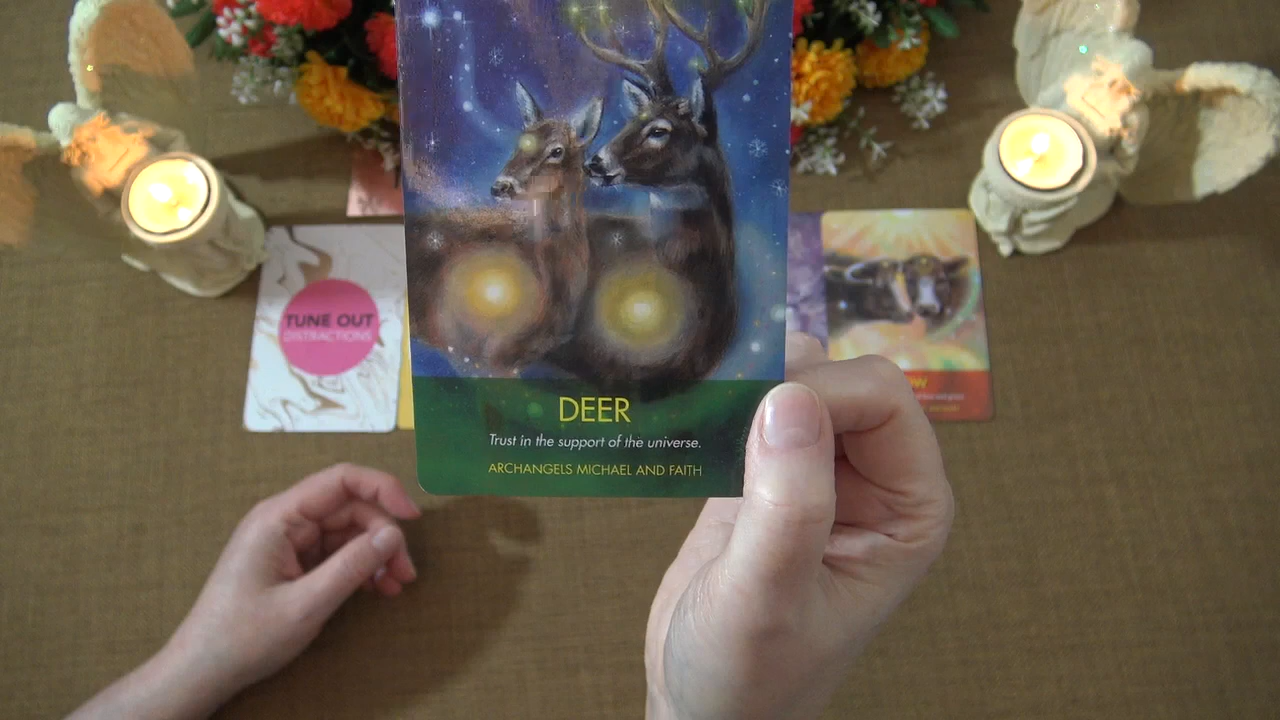 TUNE OUT
DISTRACTIONS
DEER
Trust in the support of the universe.
ARCHANGELS MICHAEL AND FAITH